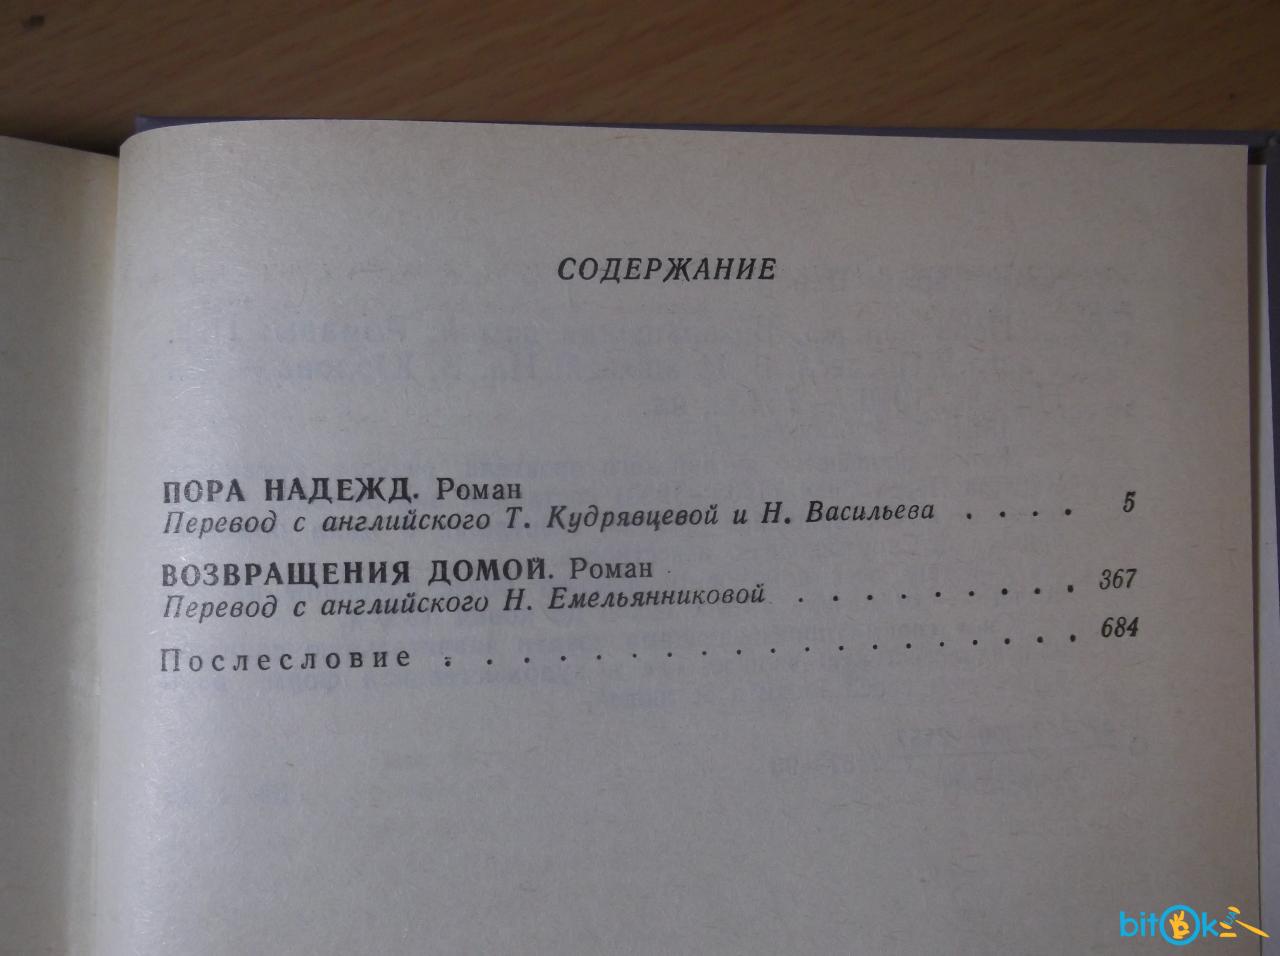 СОДЕРЖАНИЕ
ПОРА НАДЕЖД. Роман
Перевод с английского Т. Кудрявцевой и Н. Васильева . . . . 5
ВОЗВРАЩЕНИЯ ДОМОЙ. Роман
Перевод с английского Н. Емельянниковой . . . . . . . . . 367
Послесловие . . . . . . . . . . . . . . . . . 684
bitOk